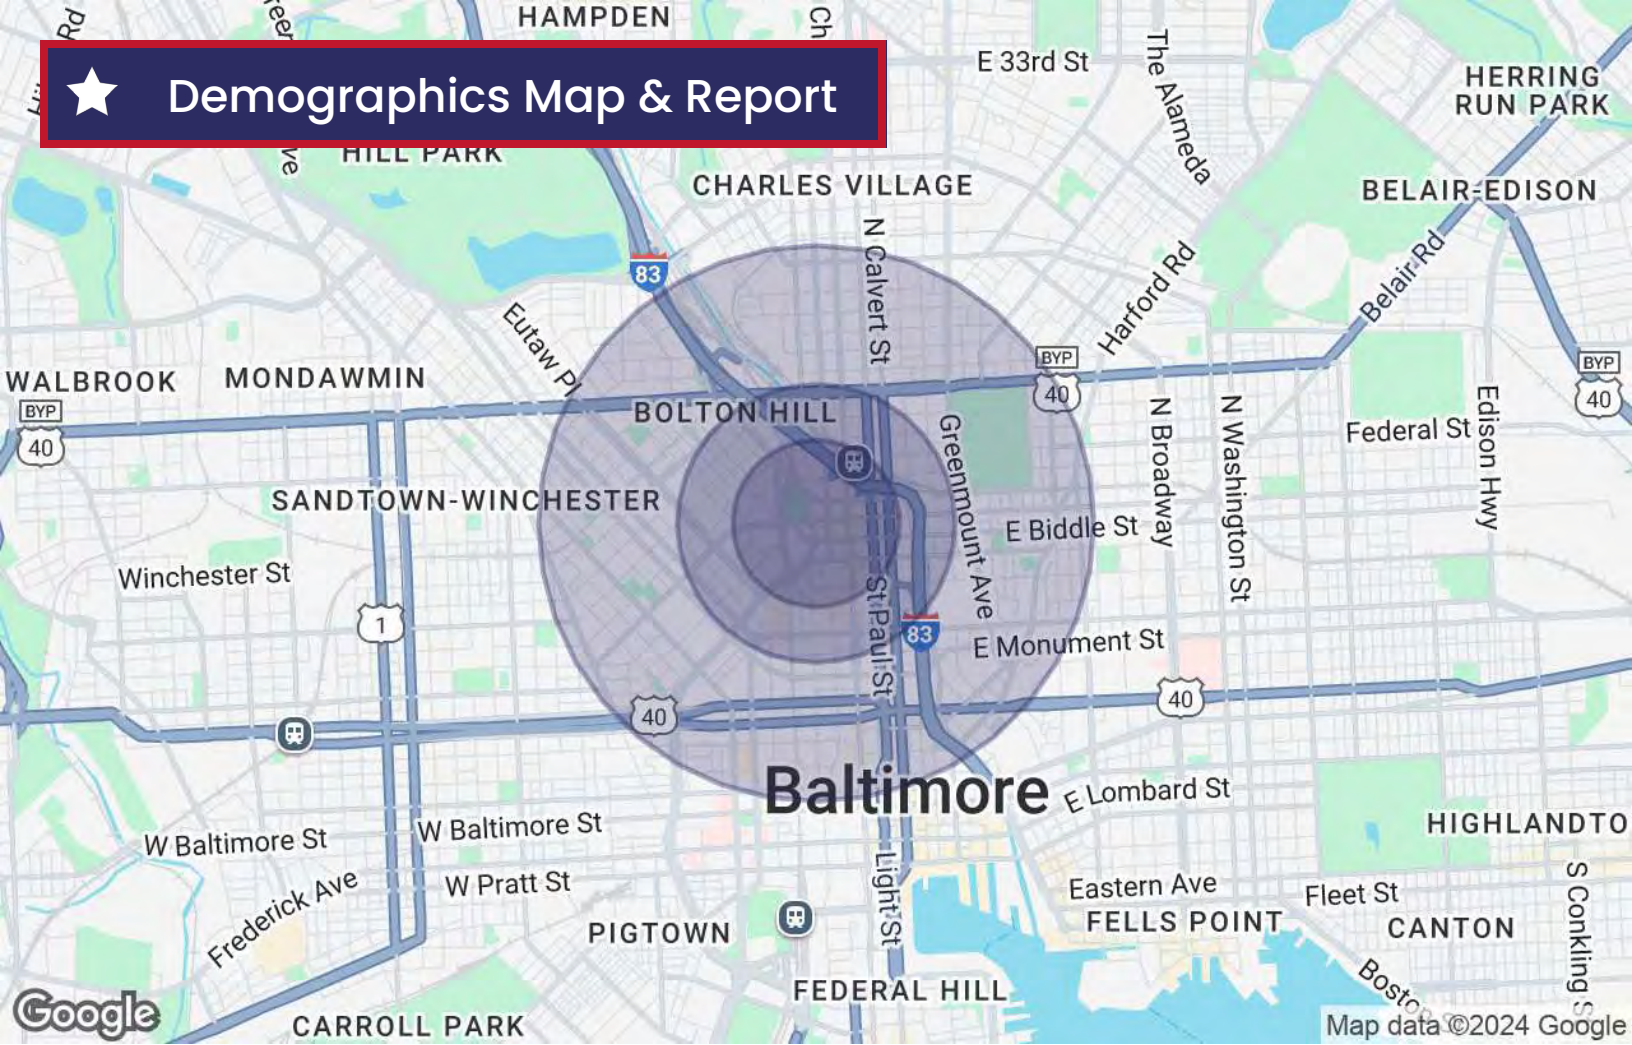 HAMPDEN
Rd
Ch
E 33rd St
The Alameda
HERRING
RUN PARK
Demographics Map & Report
HILL PARK
CHARLES VILLAGE
BELAIR-EDISON
N Calvert St
83
Harford Rd
Belair Rd
Eutaw Pl
WALBROOK
MONDAWMIN
BYP
40
BYP
40
BYP
40
BOLTON HILL
Greenmount Ave
N Broadway
N Washington St
Federal St
Edison Hwy
SANDTOWN-WINCHESTER
E Biddle St
Winchester St
1
St Paul St
83
E Monument St
40
40
Baltimore
E Lombard St
W Baltimore St
W Baltimore St
HIGHLANDTO
Frederick Ave
W Pratt St
Light St
Eastern Ave
Fleet St
S Conkling S
PIGTOWN
FELLS POINT
CANTON
FEDERAL HILL
Google
CARROLL PARK
Map data ©2024 Google